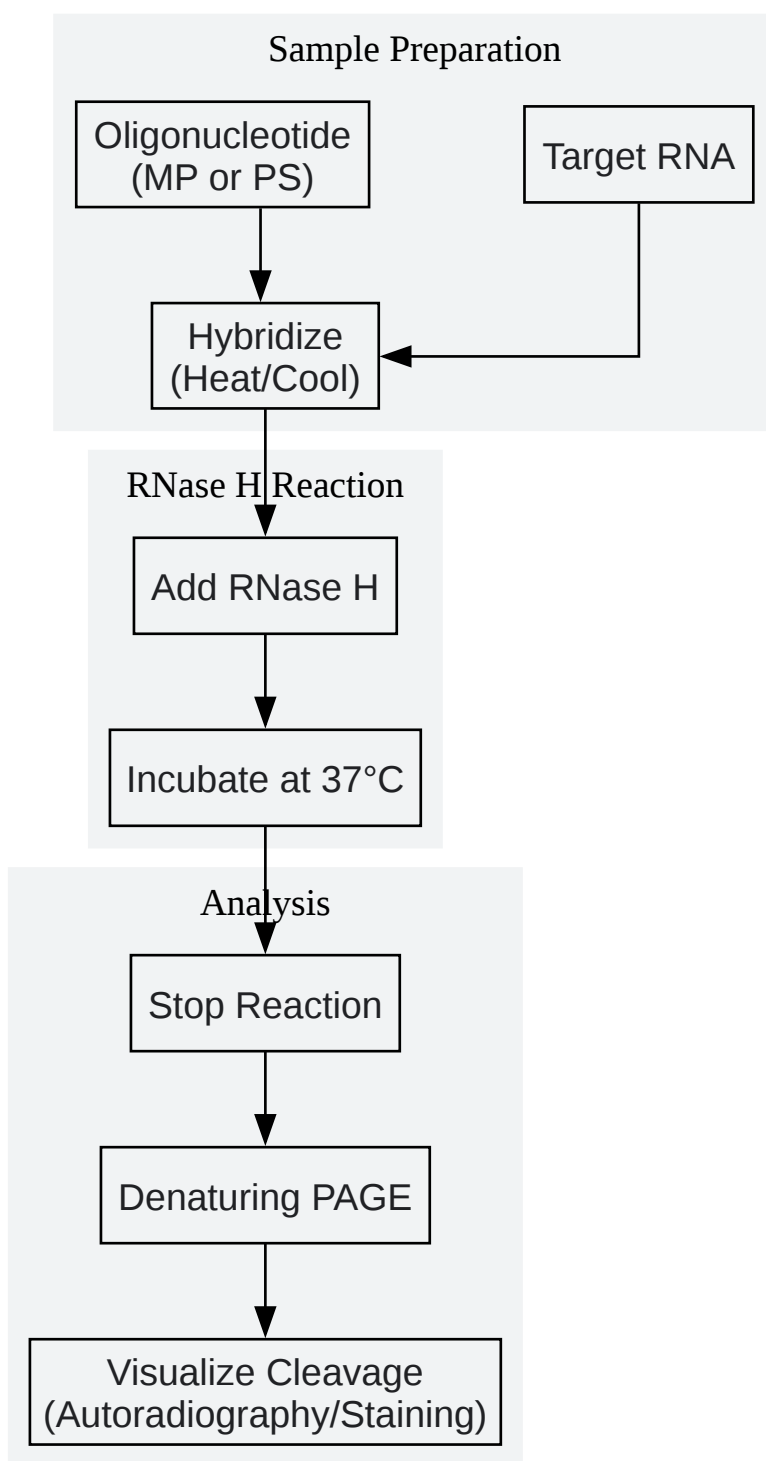 Sample Preparation
Oligonucleotide
(MP or PS)
Target RNA
Hybridize
(Heat/Cool)
RNase H Reaction
Add RNase H
Incubate at 37°C
Analysis
Stop Reaction
Denaturing PAGE
Visualize Cleavage
(Autoradiography/Staining)